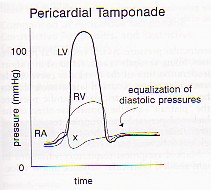 Pericardial Tamponade
LV
100
equalization of
diastolic pressures
RV
pressure (mmHg)
RA
x
0
time